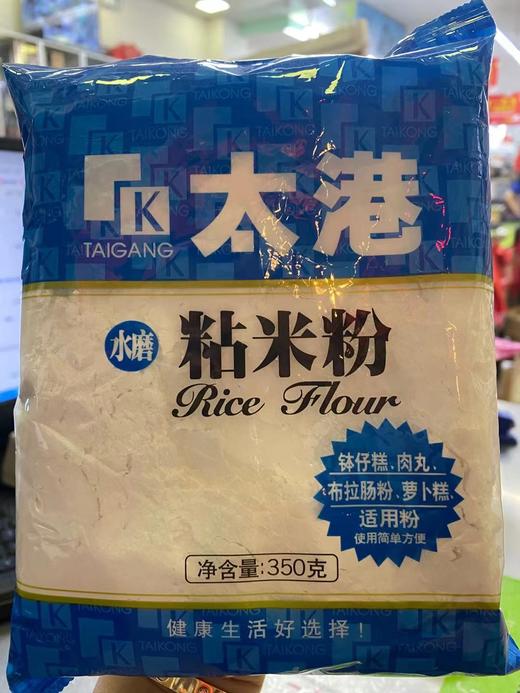 K TAIKONG
K
TAIGANG
太港
水磨
粘米粉
Rice Flour
钵仔糕、肉丸、
布拉肠粉、萝卜糕、
适用粉
使用简单方便
净含量:350克
健康生活好选择!
K TAIKONG